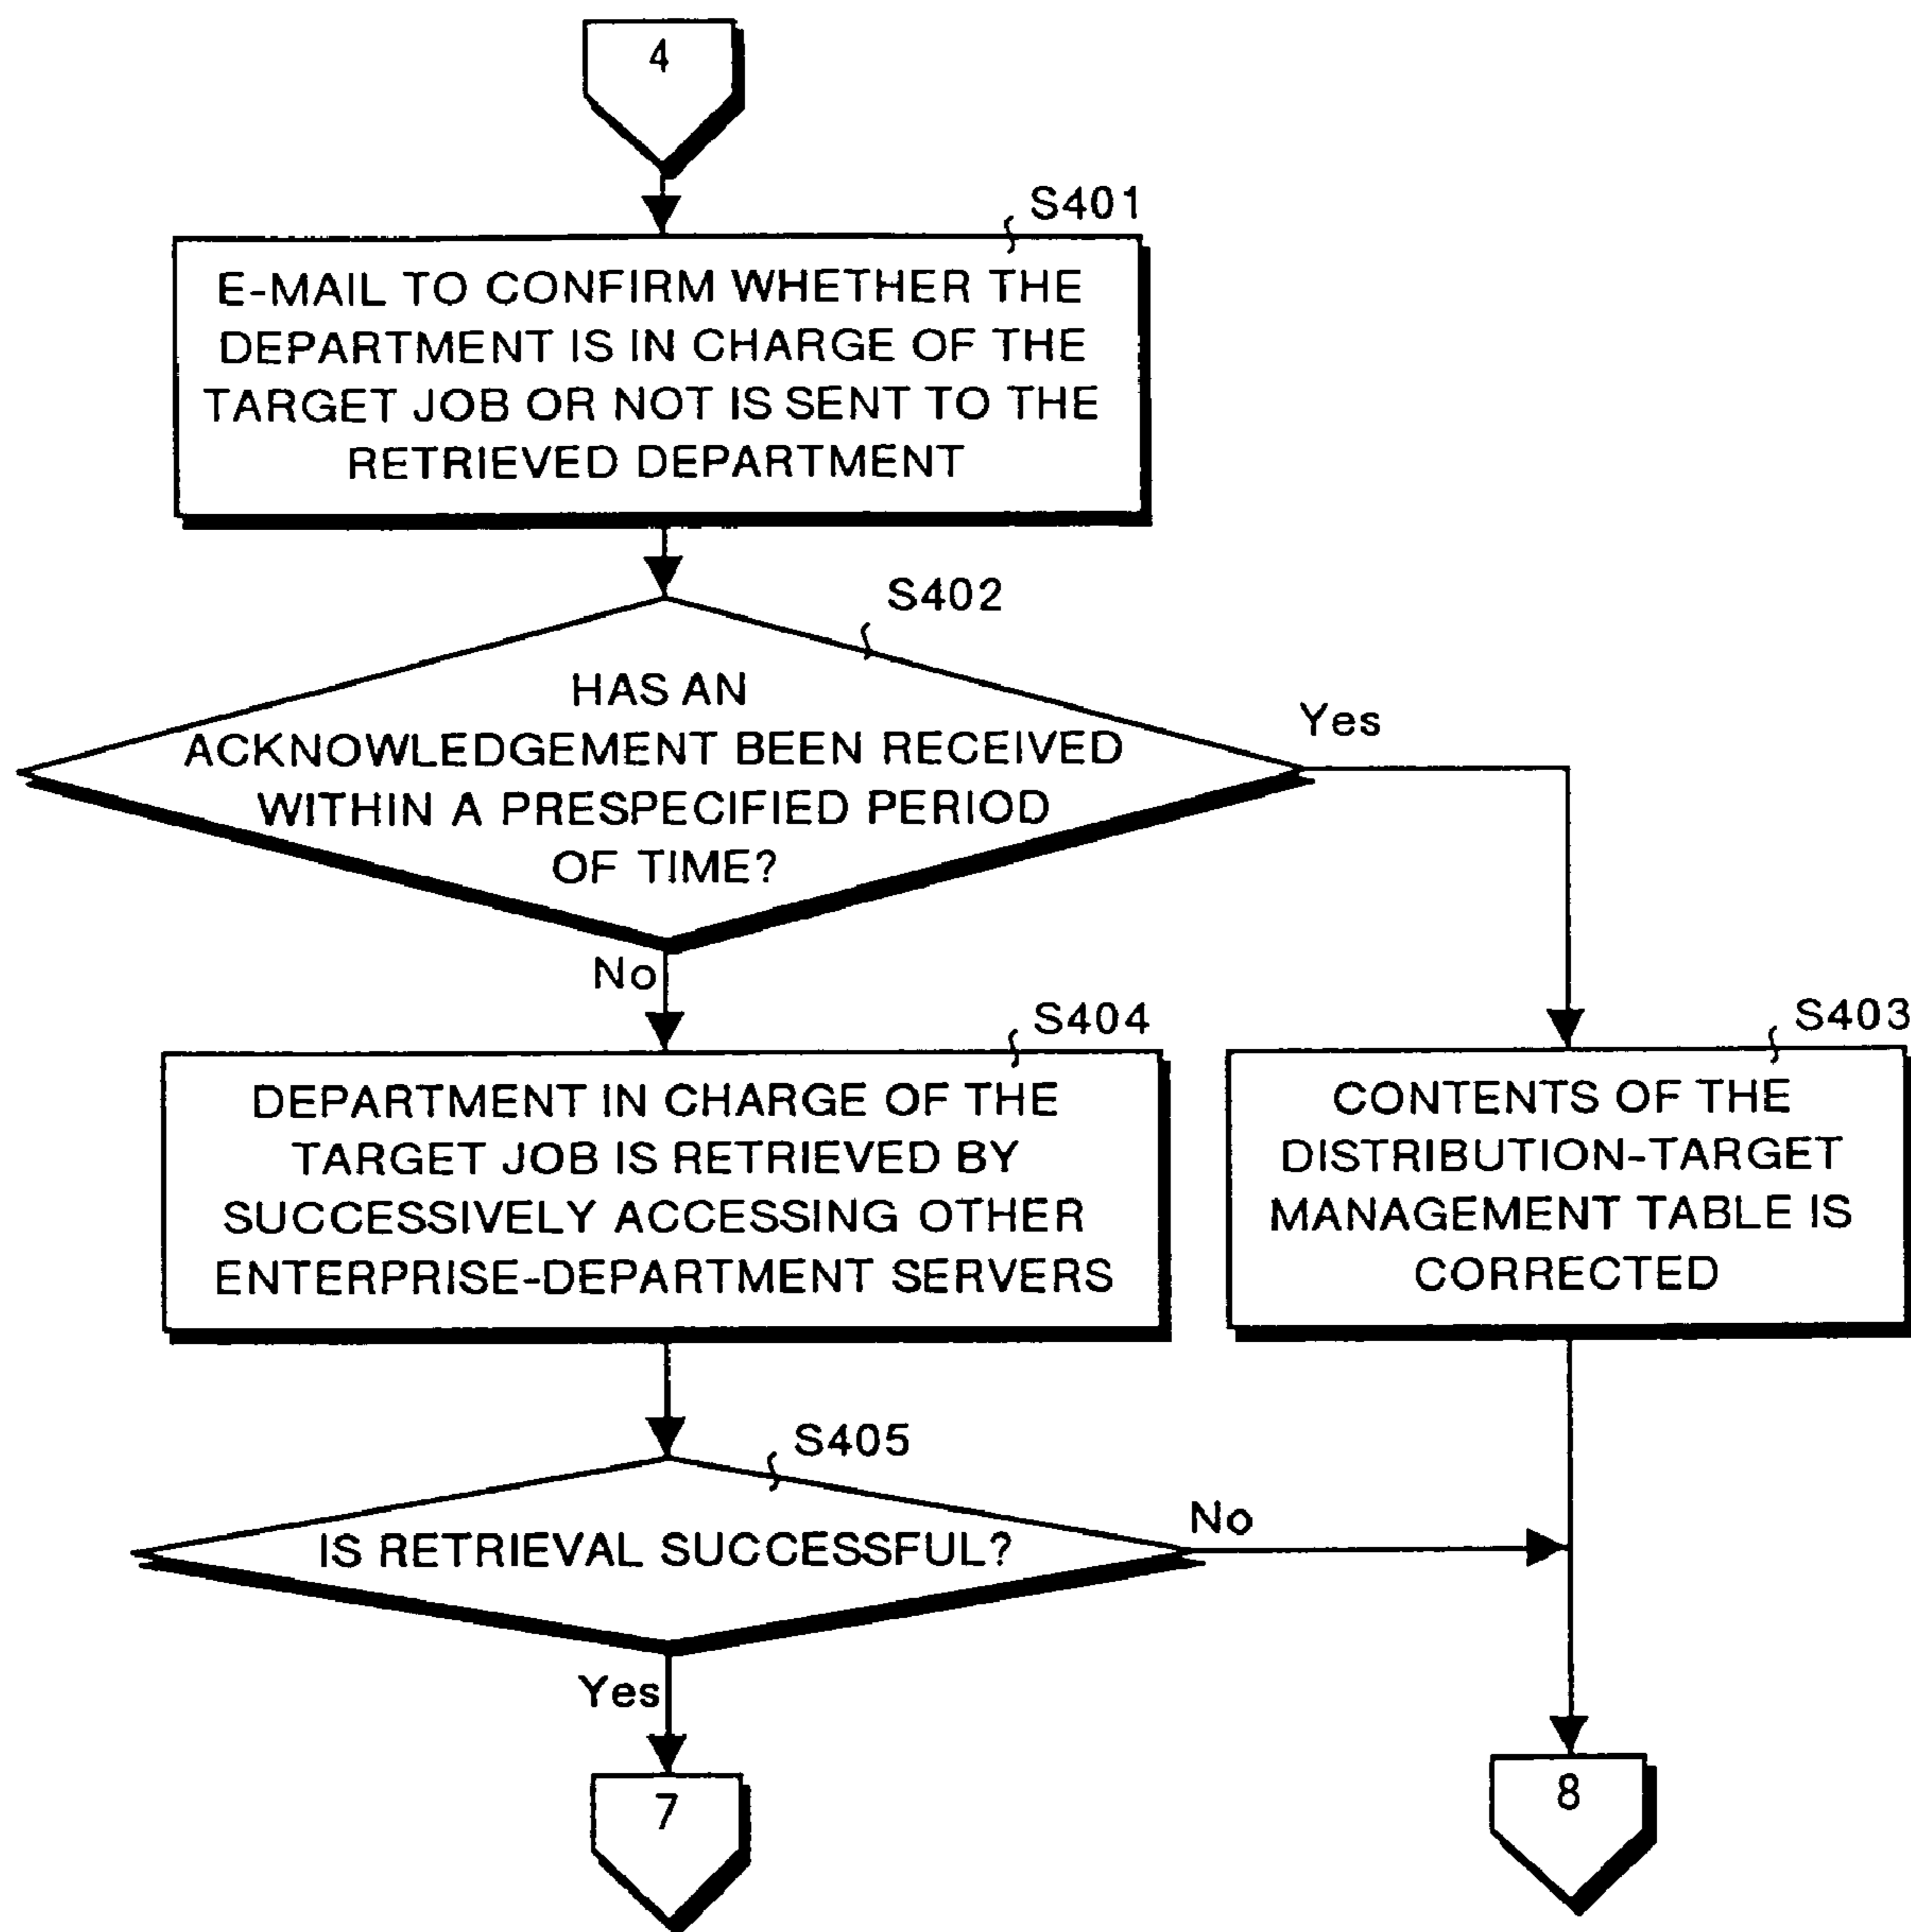 4
S401
E-MAIL TO CONFIRM WHETHER THE
DEPARTMENT IS IN CHARGE OF THE
TARGET JOB OR NOT IS SENT TO THE
RETRIEVED DEPARTMENT
S402
HAS AN
ACKNOWLEDGEMENT BEEN RECEIVED
WITHIN A PRESPECIFIED PERIOD
OF TIME?
Yes
No
S404
DEPARTMENT IN CHARGE OF THE
TARGET JOB IS RETRIEVED BY
SUCCESSIVELY ACCESSING OTHER
ENTERPRISE-DEPARTMENT SERVERS
S403
CONTENTS OF THE
DISTRIBUTION-TARGET
MANAGEMENT TABLE IS
CORRECTED
S405
IS RETRIEVAL SUCCESSFUL?
No
Yes
7
8